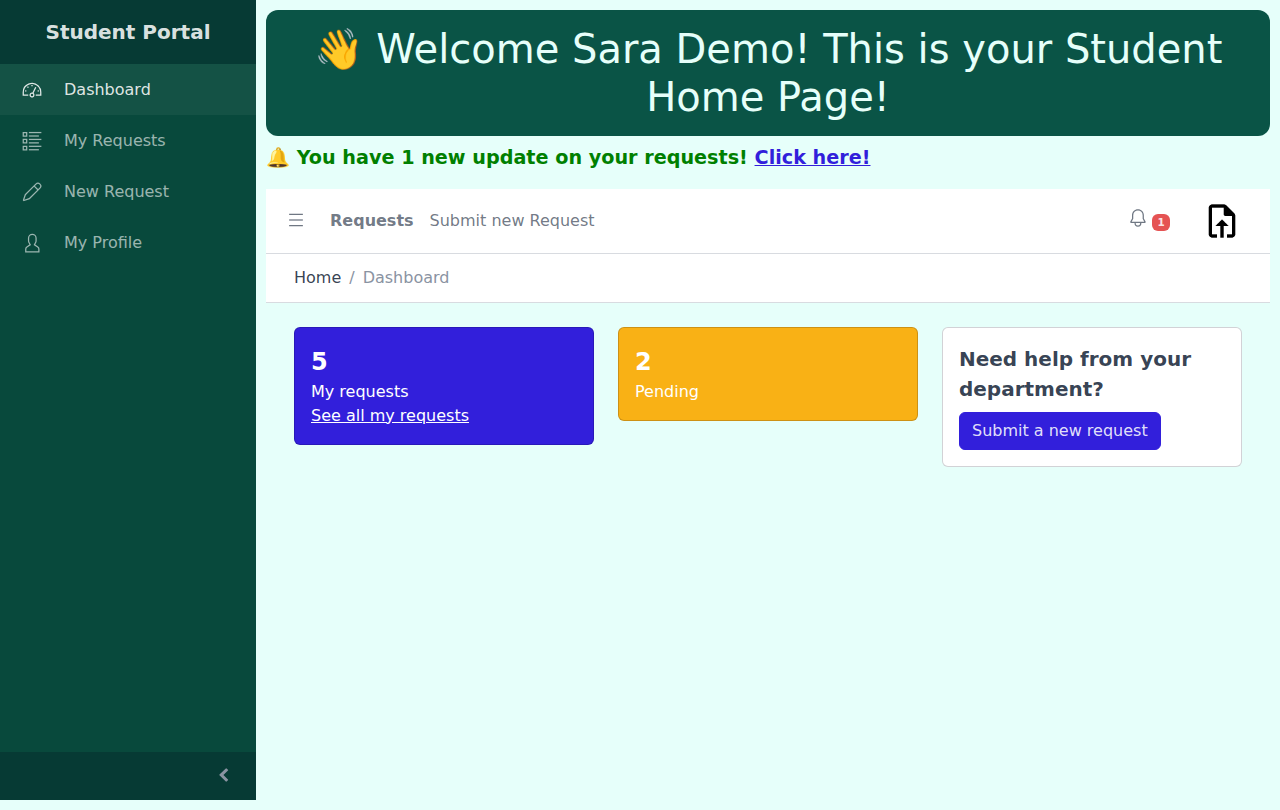 Student Portal
Dashboard
My Requests
New Request
My Profile
👋 Welcome Sara Demo! This is your Student
Home Page!
🔔 You have 1 new update on your requests! Click here!
Requests Submit new Request
1
Home / Dashboard
5
My requests
See all my requests
2
Pending
Need help from your
department?
Submit a new request